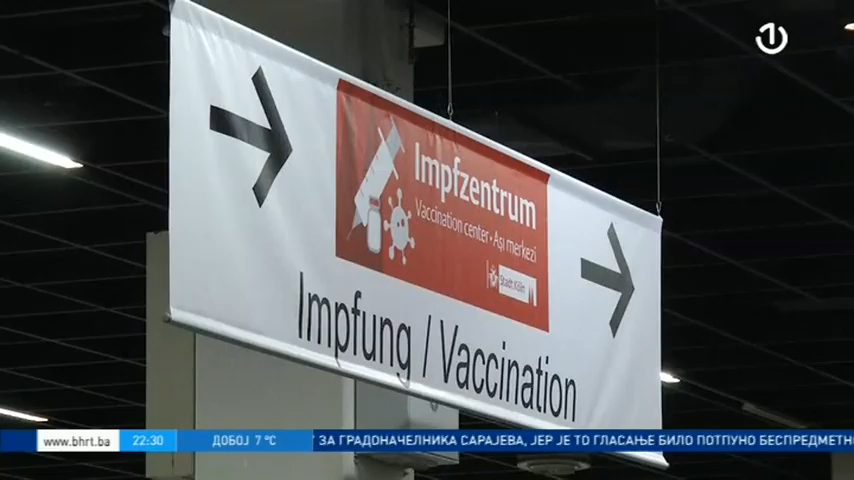 Impfzentrum
Vaccination center • Aşı merkezi
Stadt Köln
Impfung / Vaccination
www.bhrt.ba
22:30
ДОБОЈ 7 °C
ЗА ГРАДОНАЧЕЛНИКА САРАЈЕВА, ЈЕР ЈЕ ТО ГЛАСАЊЕ БИЛО ПОТПУНО БЕСПРЕДМЕТН